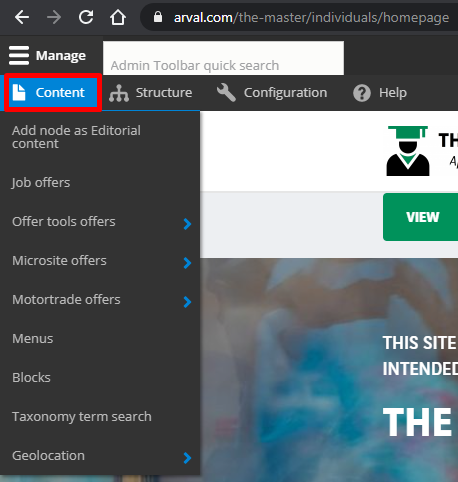 arval.com/the-master/individuals/homepage
Manage
Admin Toolbar quick search
Content
Structure
Configuration
Help
Add node as Editorial
content
Job offers
Offer tools offers
Microsite offers
Motortrade offers
Menus
Blocks
Taxonomy term search
Geolocation
TH
VIEW
THIS SITE
INTENDED
THE